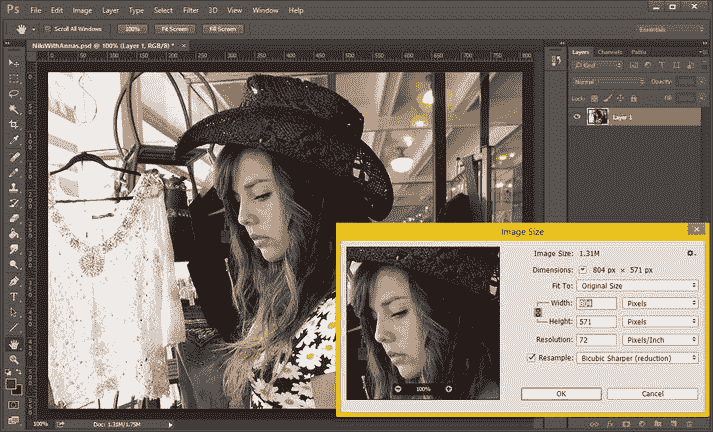 Ps File Edit Image Layer Type Select Filter 3D View Window Help
Scroll All Windows 100% Fit Screen Fill Screen Essentials
NikiWithAnnas.psd @ 100% (Layer 1, RGB/8) * ×
Layers Channels Paths
Kind
Normal Opacity:
Lock: Fill:
Layer 1
Image Size
Image Size: 1.31M
Dimensions: 804 px × 571 px
Fit To: Original Size
Width: Pixels
Height: 571 Pixels
Resolution: 72 Pixels/Inch
Resample: Bicubic Sharper (reduction)
100%
OK Cancel
100% Doc: 1.31M/1.75M